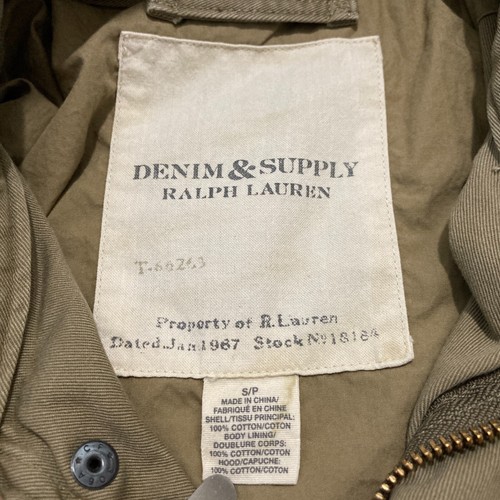 DENIM & SUPPLY
RALPH LAUREN
T-66263
Property of R.Lauren
Dated.Jan.1967 Stock No 18184
S/P
MADE IN CHINA/
FABRIQUÉ EN CHINE
SHELL/TISSU PRINCIPAL:
100% COTTON/COTON
BODY LINING/
DOUBLURE CORPS:
100% COTTON/COTON
HOOD/CAPUCHE:
100% COTTON/COTON